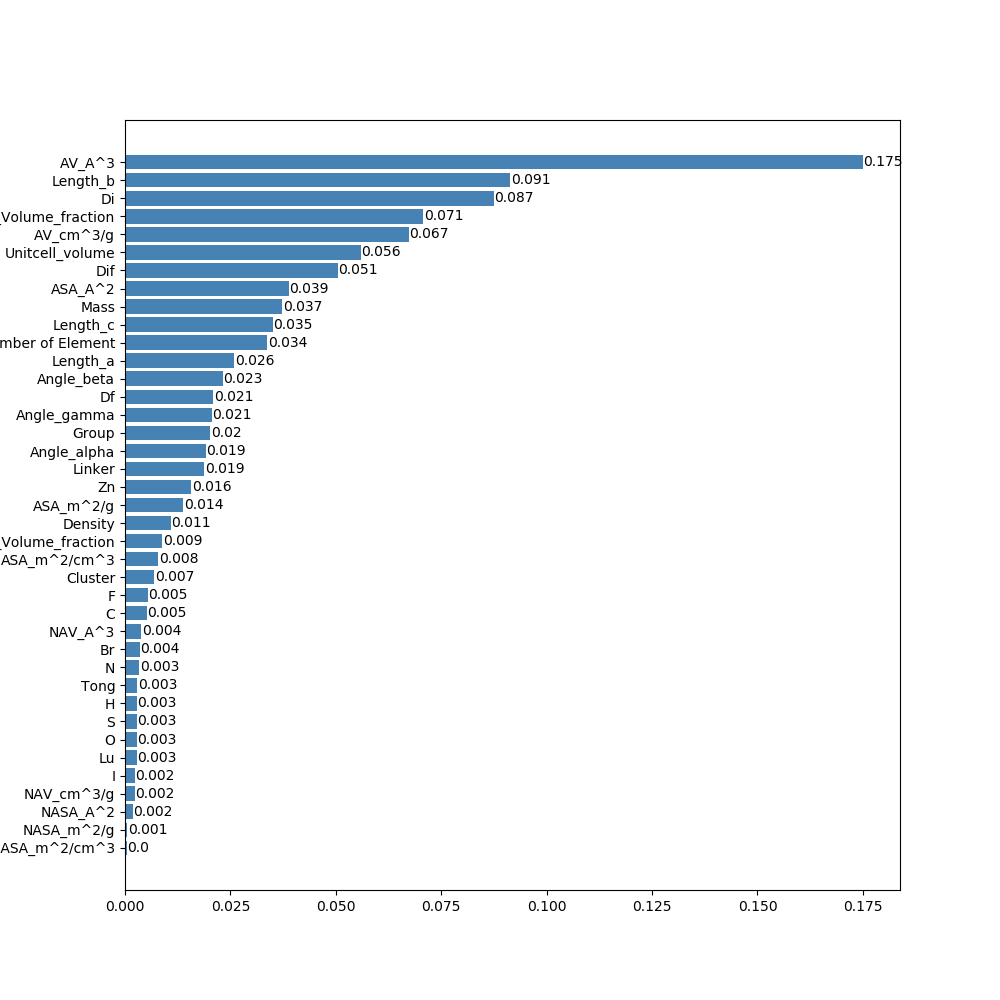 AV_A^3 0.175
Length_b 0.091
Di 0.087
_Volume_fraction 0.071
AV_cm^3/g 0.067
Unitcell_volume 0.056
Dif 0.051
ASA_A^2 0.039
Mass 0.037
Length_c 0.035
mber of Element 0.034
Length_a 0.026
Angle_beta 0.023
Df 0.021
Angle_gamma 0.021
Group 0.02
Angle_alpha 0.019
Linker 0.019
Zn 0.016
ASA_m^2/g 0.014
Density 0.011
_Volume_fraction 0.009
ASA_m^2/cm^3 0.008
Cluster 0.007
F 0.005
C 0.005
NAV_A^3 0.004
Br 0.004
N 0.003
Tong 0.003
H 0.003
S 0.003
O 0.003
Lu 0.003
I 0.002
NAV_cm^3/g 0.002
NASA_A^2 0.002
NASA_m^2/g 0.001
ASA_m^2/cm^3 0.0
0.000 0.025 0.050 0.075 0.100 0.125 0.150 0.175